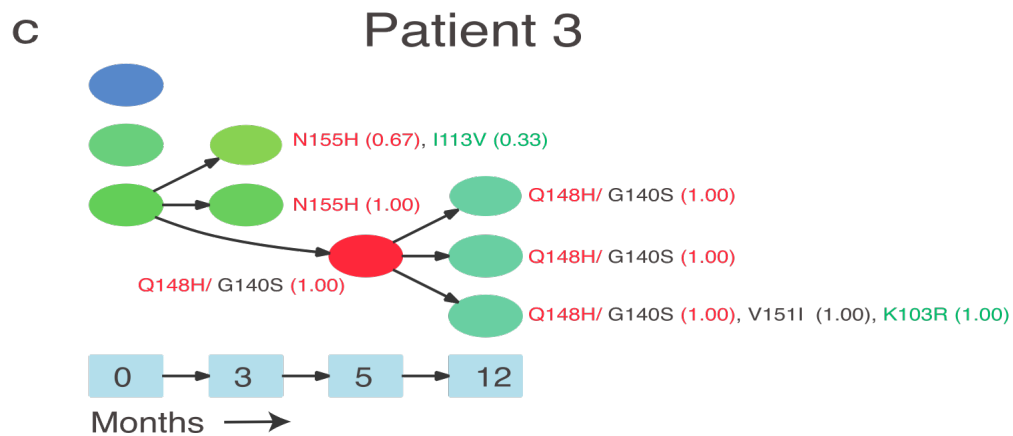 c Patient 3
N155H (0.67), I113V (0.33)
N155H (1.00)
Q148H/ G140S (1.00)
Q148H/ G140S (1.00)
Q148H/ G140S (1.00)
Q148H/ G140S (1.00), V151I (1.00), K103R (1.00)
0 3 5 12
Months